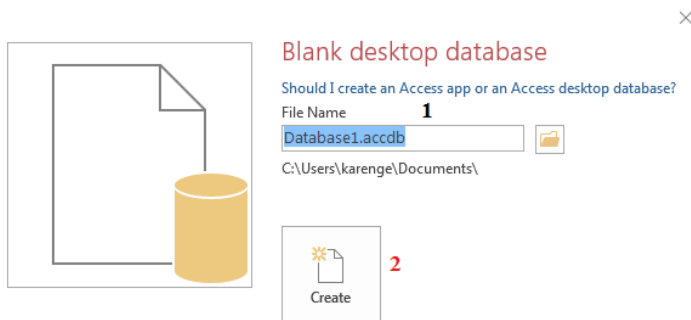 Blank desktop database
Should I create an Access app or an Access desktop database?
File Name 1
Database1.accdb
C:\Users\karenge\Documents\
2
Create